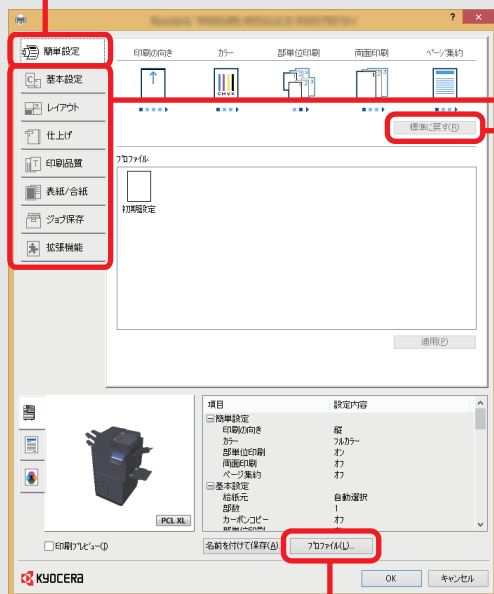 ?
簡単設定
基本設定
レイアウト
仕上げ
印刷品質
表紙/合紙
ジョブ保存
拡張機能
印刷の向き カラー 部単位印刷 両面印刷 ページ集約
CMYK
標準に戻す(R)
プロファイル:
初期設定
適用(P)
項目 設定内容
簡単設定
印刷の向き 縦
カラー フルカラー
部単位印刷 オン
両面印刷 オフ
ページ集約 オフ
基本設定
給紙元 自動選択
部数 1
カーボンコピー オフ
PCL XL
印刷プレビュー(I)
名前を付けて保存(A)...
プロファイル(L)...
KYOCERA
OK キャンセル